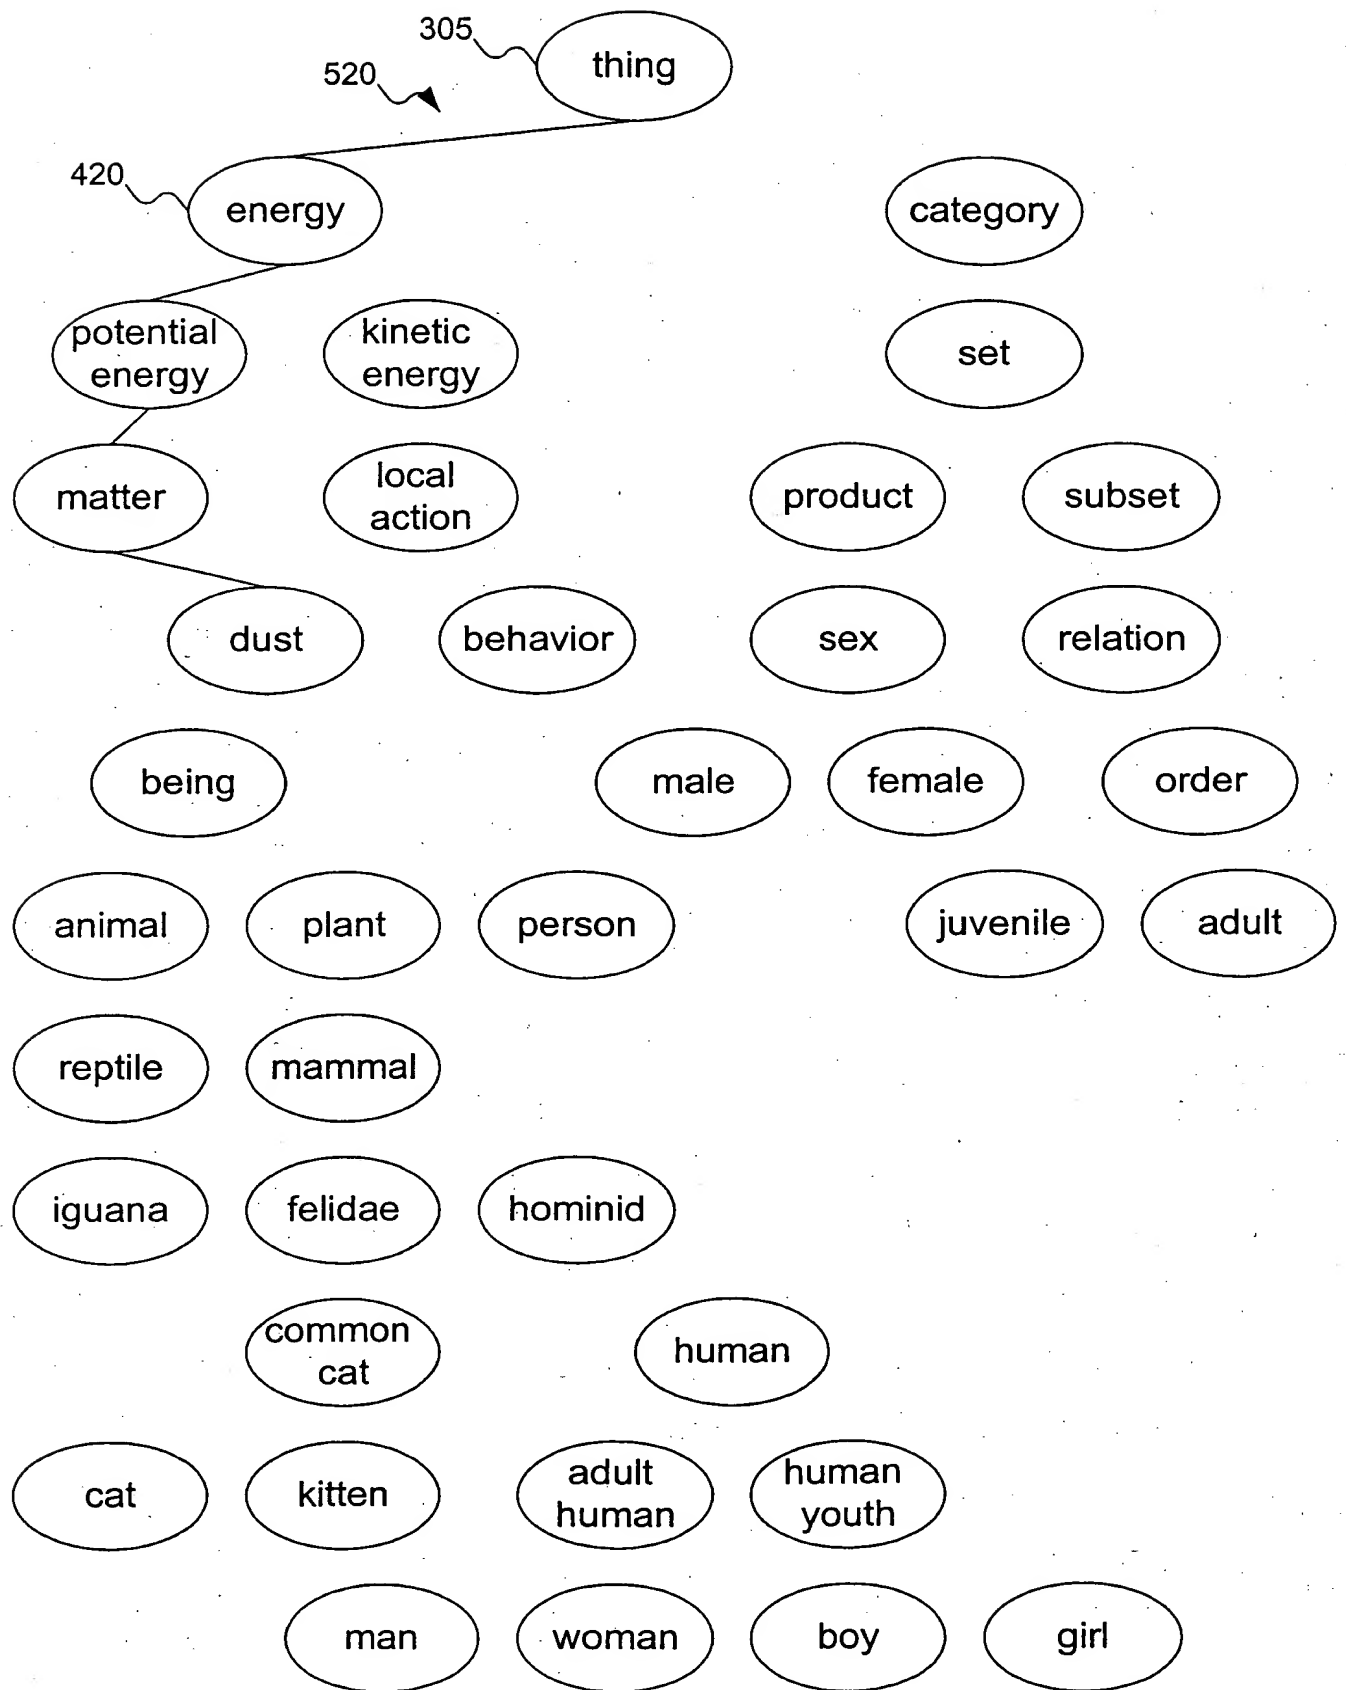 305
thing
520
420
energy
category
potential
energy
kinetic
energy
set
matter
local
action
product
subset
dust
behavior
sex
relation
being
male
female
order
animal
plant
person
juvenile
adult
reptile
mammal
iguana
felidae
hominid
common
cat
human
cat
kitten
adult
human
human
youth
man
woman
boy
girl